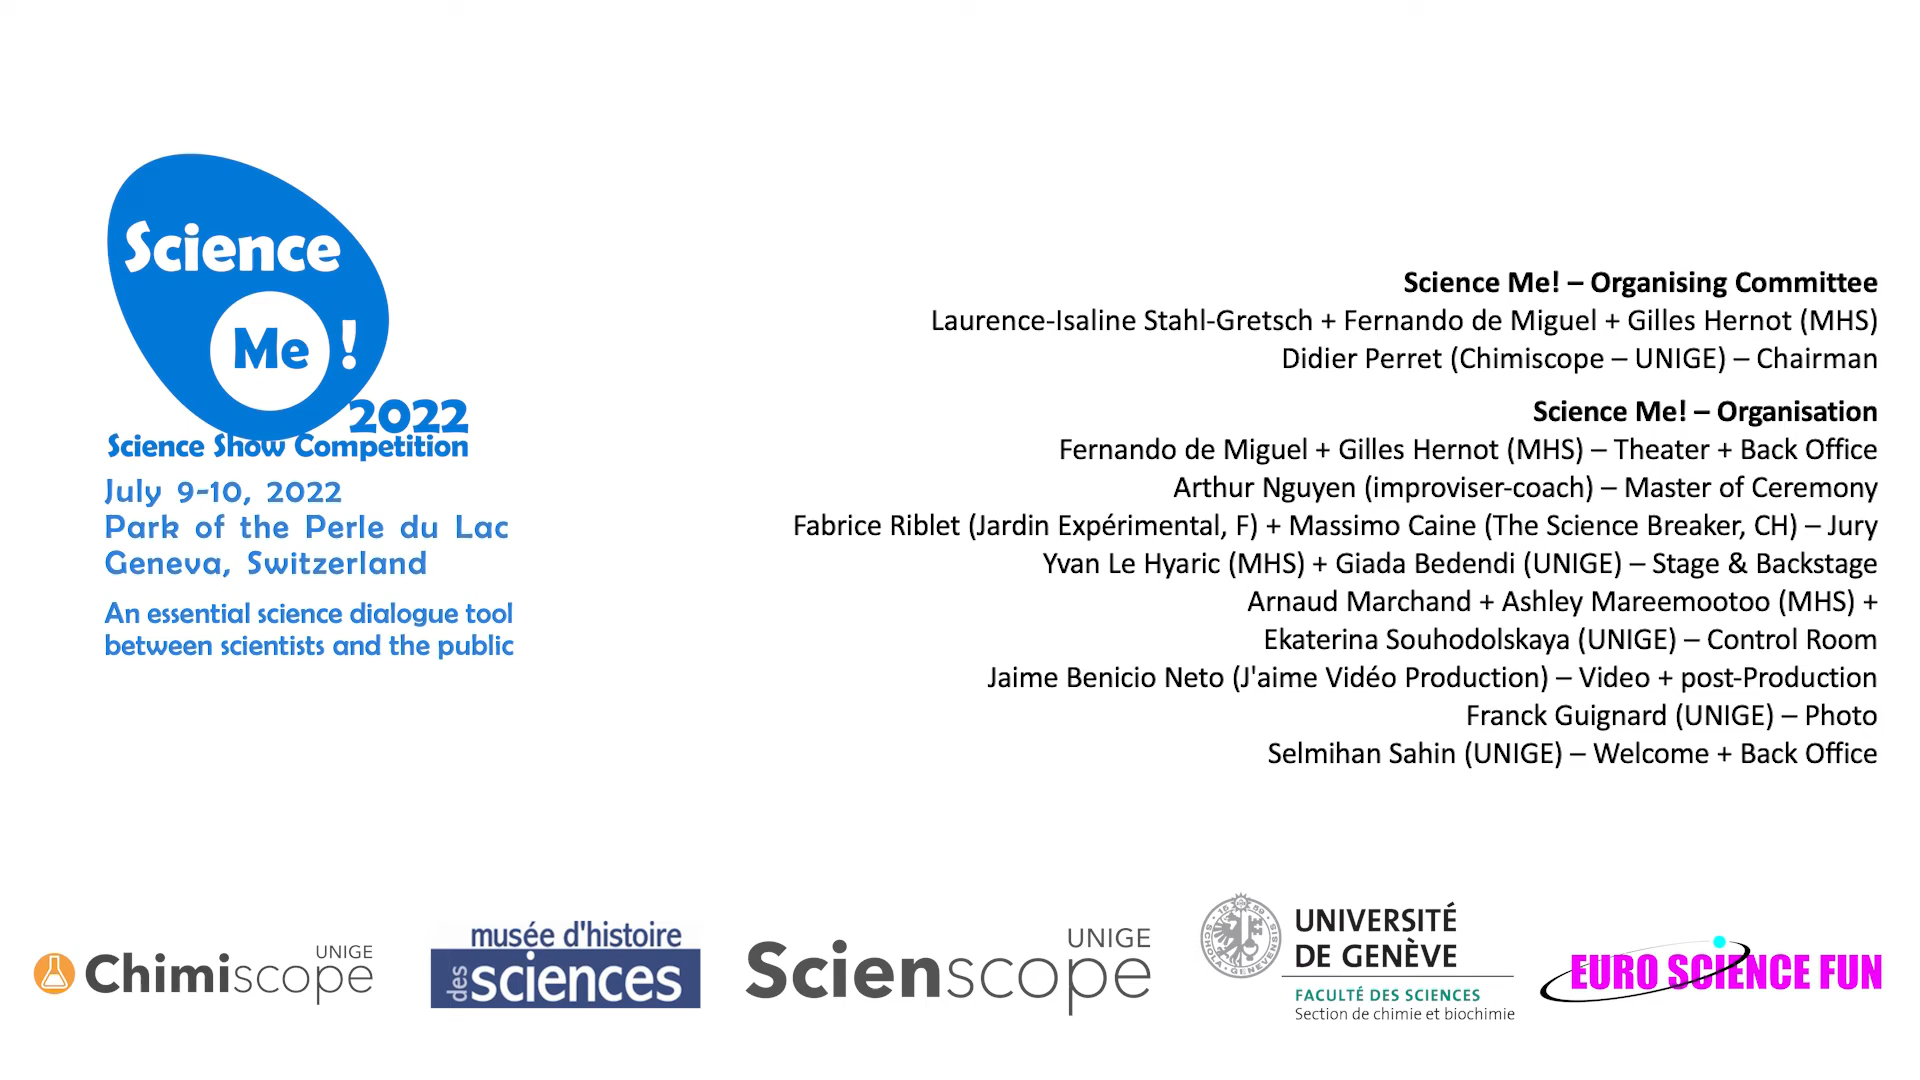 Science
Me !
2022
Science Show Competition
July 9-10, 2022
Park of the Perle du Lac
Geneva, Switzerland
An essential science dialogue tool
between scientists and the public
Science Me! – Organising Committee
Laurence-Isaline Stahl-Gretsch + Fernando de Miguel + Gilles Hernot (MHS)
Didier Perret (Chimiscope – UNIGE) – Chairman
Science Me! – Organisation
Fernando de Miguel + Gilles Hernot (MHS) – Theater + Back Office
Arthur Nguyen (improviser-coach) – Master of Ceremony
Fabrice Riblet (Jardin Expérimental, F) + Massimo Caine (The Science Breaker, CH) – Jury
Yvan Le Hyaric (MHS) + Giada Bedendi (UNIGE) – Stage & Backstage
Arnaud Marchand + Ashley Mareemootoo (MHS) +
Ekaterina Souhodolskaya (UNIGE) – Control Room
Jaime Benicio Neto (J'aime Vidéo Production) – Video + post-Production
Franck Guignard (UNIGE) – Photo
Selmihan Sahin (UNIGE) – Welcome + Back Office
UNIGE
Chimiscope
musée d'histoire
des sciences
UNIGE
Scienscope
SCHOLA GENEVENSIS
1559
UNIVERSITÉ
DE GENÈVE
FACULTÉ DES SCIENCES
Section de chimie et biochimie
EURO SCIENCE FUN